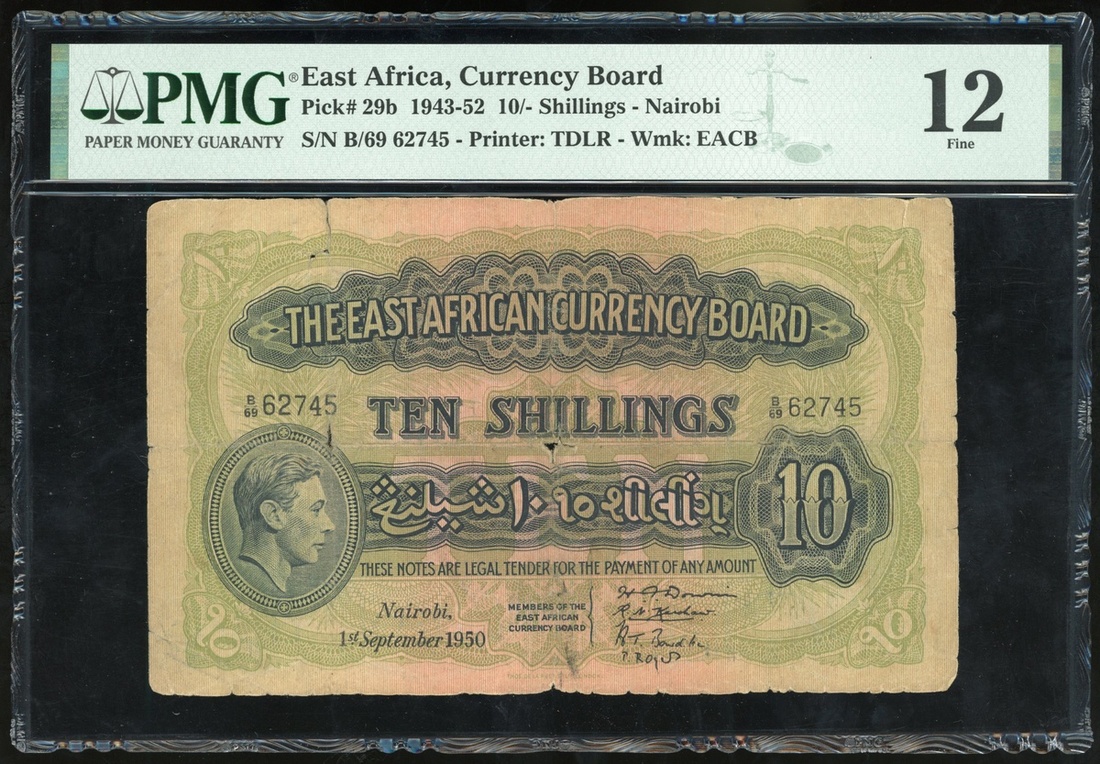 PMG® East Africa, Currency Board
Pick# 29b 1943-52 10/- Shillings - Nairobi
PAPER MONEY GUARANTY S/N B/69 62745 - Printer: TDLR - Wmk: EACB
12
Fine
THE EAST AFRICAN CURRENCY BOARD
B/69 62745 TEN SHILLINGS B/69 62745
شيلنڠ ١٠ ૧૦ શીલીંગ
10
THESE NOTES ARE LEGAL TENDER FOR THE PAYMENT OF ANY AMOUNT
Nairobi,
1st September 1950
MEMBERS OF THE
EAST AFRICAN
CURRENCY BOARD
૧૦ ૧૦